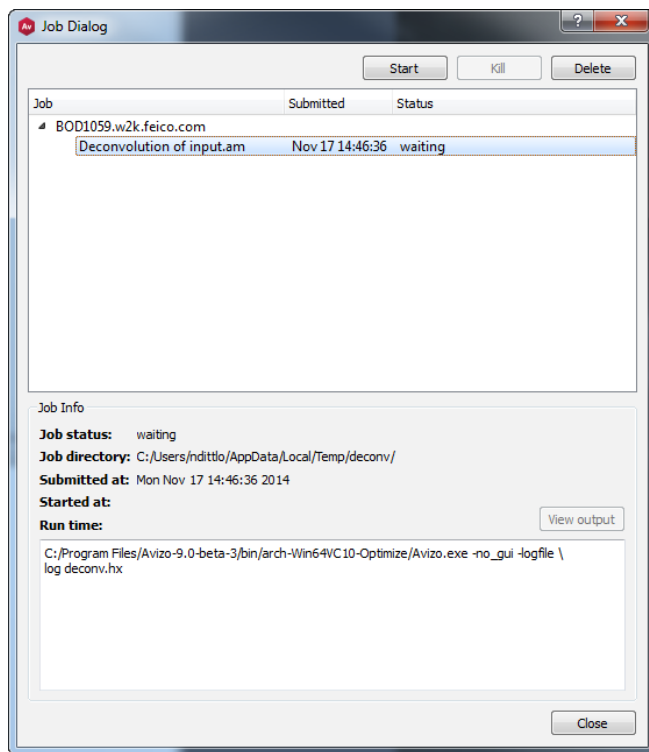 Av Job Dialog ? X
Start Kill Delete
Job Submitted Status
BOD1059.w2k.feico.com
Deconvolution of input.am Nov 17 14:46:36 waiting
Job Info
Job status: waiting
Job directory: C:/Users/ndittlo/AppData/Local/Temp/deconv/
Submitted at: Mon Nov 17 14:46:36 2014
Started at:
Run time:
View output
C:/Program Files/Avizo-9.0-beta-3/bin/arch-Win64VC10-Optimize/Avizo.exe -no_gui -logfile \
log deconv.hx
Close